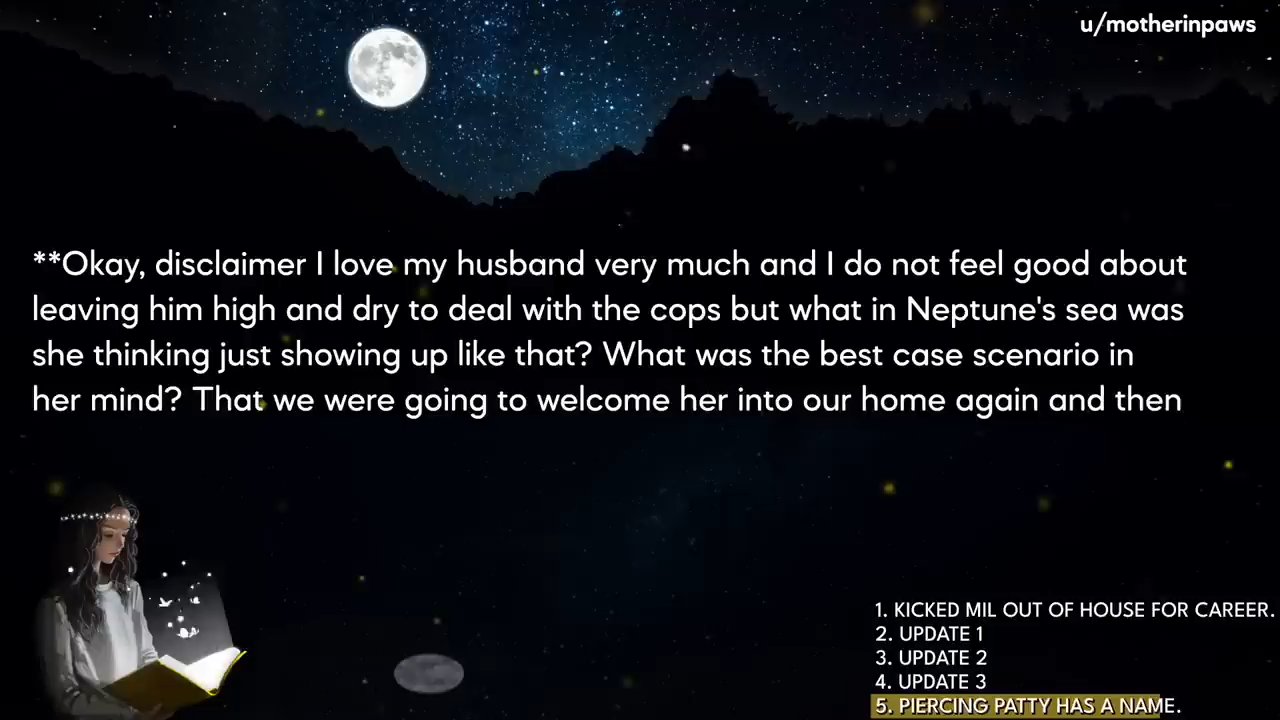 u/motherinpaws
**Okay, disclaimer I love my husband very much and I do not feel good about
leaving him high and dry to deal with the cops but what in Neptune's sea was
she thinking just showing up like that? What was the best case scenario in
her mind? That we were going to welcome her into our home again and then
1. KICKED MIL OUT OF HOUSE FOR CAREER.
2. UPDATE 1
3. UPDATE 2
4. UPDATE 3
5. PIERCING PATTY HAS A NAME.